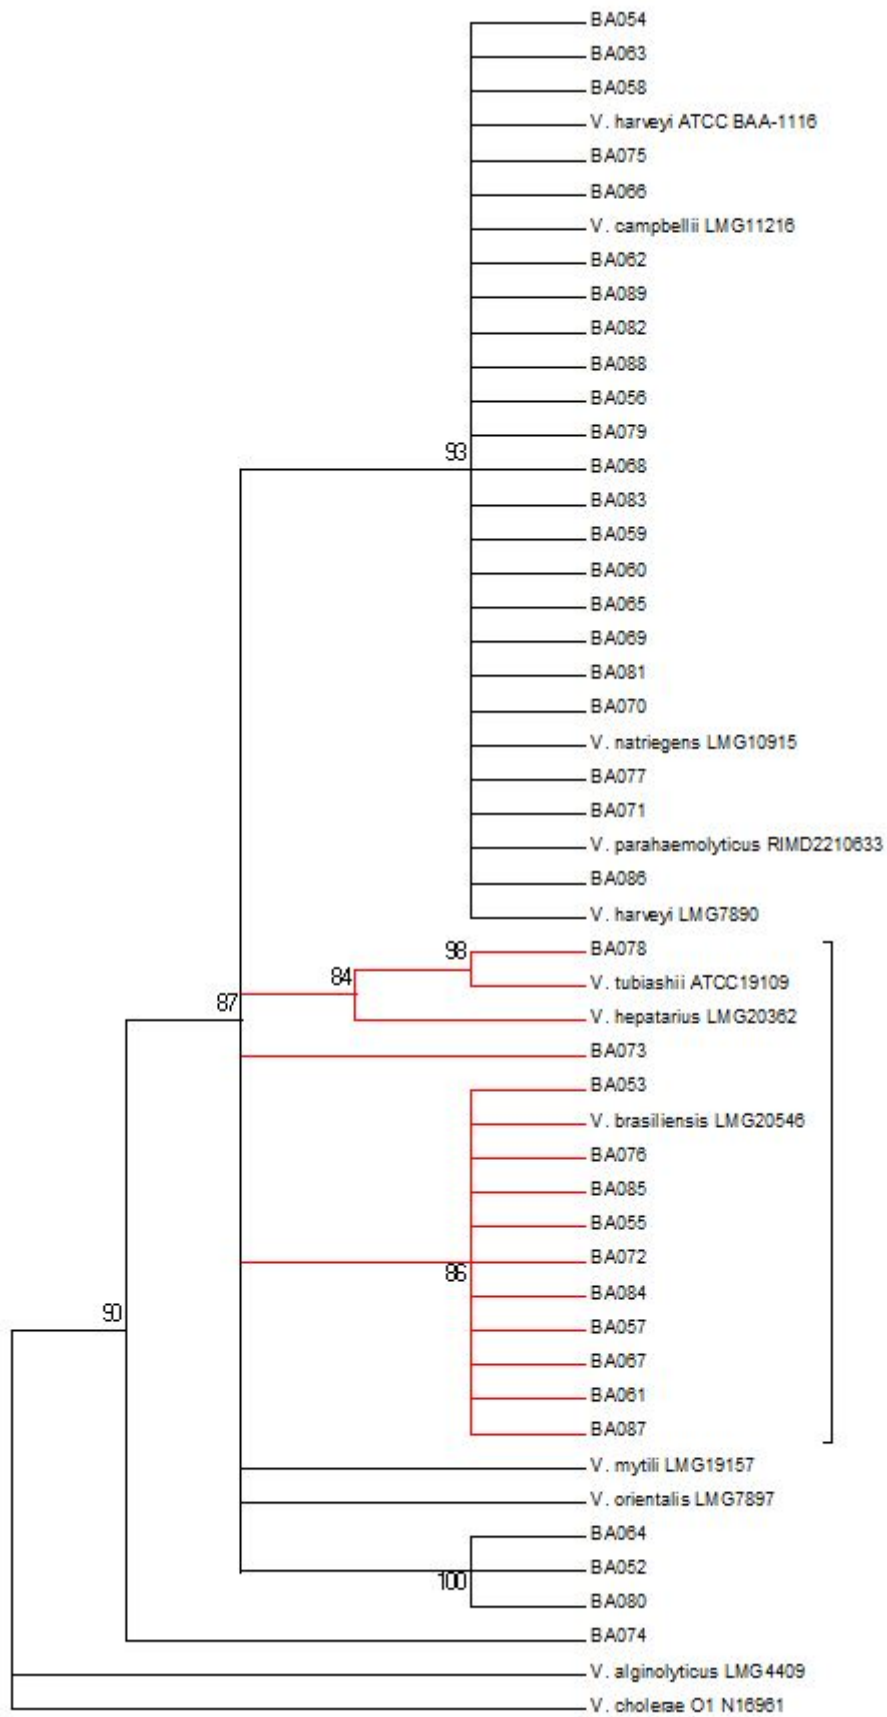 BA054
BA063
BA058
V. harveyi ATCC BAA-1116
BA075
BA066
V. campbellii LMG11216
BA062
BA089
BA082
BA088
BA056
BA079
93
BA068
BA083
BA059
BA060
BA065
BA069
BA081
BA070
V. natriegens LMG10915
BA077
BA071
V. parahaemolyticus RIMD2210633
BA086
V. harveyi LMG7890
98
BA078
84
V. tubiashii ATCC19109
87
V. hepatarius LMG20362
BA073
BA053
V. brasiliensis LMG20546
BA076
BA085
BA055
BA072
86
BA084
90
BA057
BA067
BA061
BA087
V. mytili LMG19157
V. orientalis LMG7897
BA064
BA052
100
BA080
BA074
V. alginolyticus LMG4409
V. cholerae O1 N16961